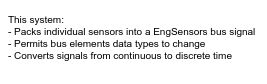 This system:
- Packs individual sensors into a EngSensors bus signal
- Permits bus elements data types to change
- Converts signals from continuous to discrete time